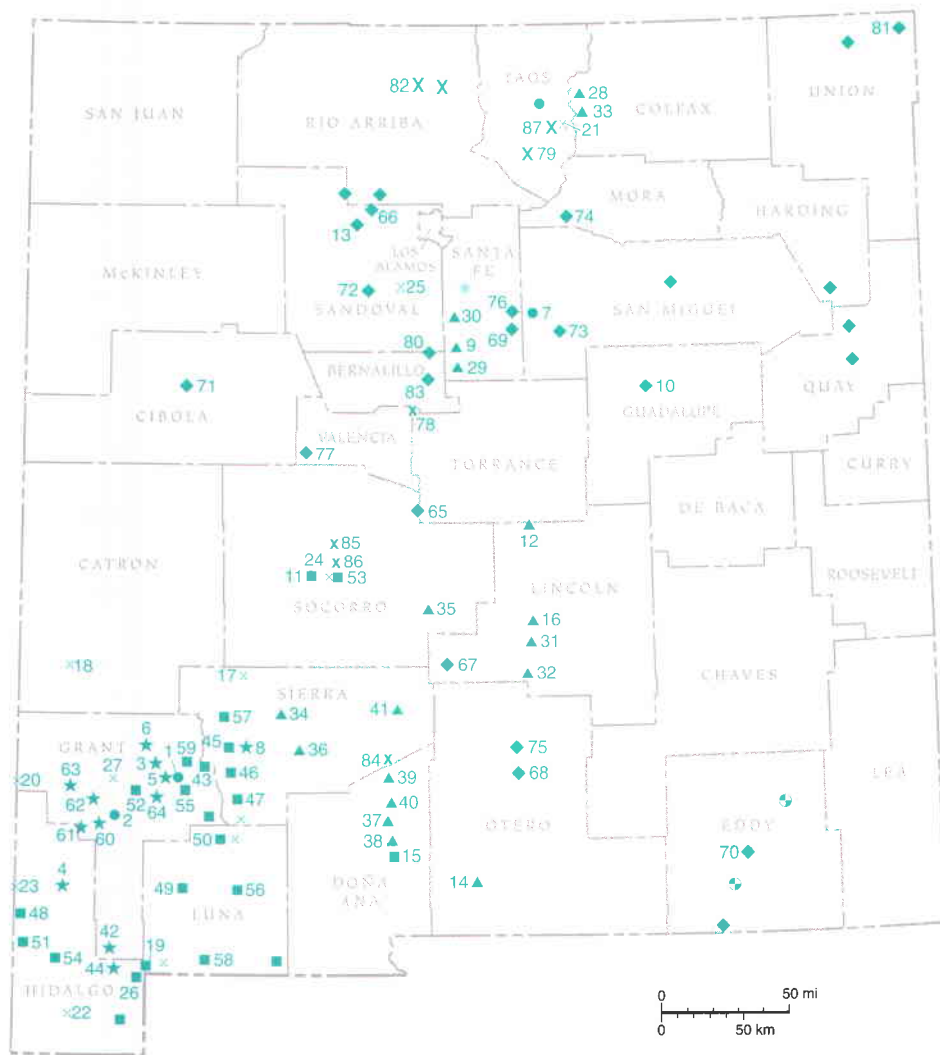 81
82
TAOS
28
COLFAX
UNION
SAN JUAN
RIO ARRIBA
33
87
21
79
MORA
HARDING
66
74
13
LOS ALAMOS
SANTA FE
McKINLEY
25
72
SANDOVAL
76
7
SAN MIGUEL
30
69
73
80
9
BERNALILLO
29
71
83
10
QUAY
CIBOLA
78
GUADALUPE
VALENCIA
77
TORRANCE
CURRY
DE BACA
65
12
CATRON
85
24
86
11
53
LINCOLN
ROOSEVELT
SOCORRO
35
16
31
18
67
17
32
CHAVES
SIERRA
57
34
41
6
GRANT
1
59
45
8
36
75
27
3
84
20
63
5
43
46
39
68
LEA
62
52
64
55
47
40
2
37
OTERO
EDDY
61
60
50
38
15
70
4
DOÑA ANA
14
23
49
56
48
LUNA
51
42
19
54
58
44
HIDALGO
26
22
0
50 mi
0
50 km